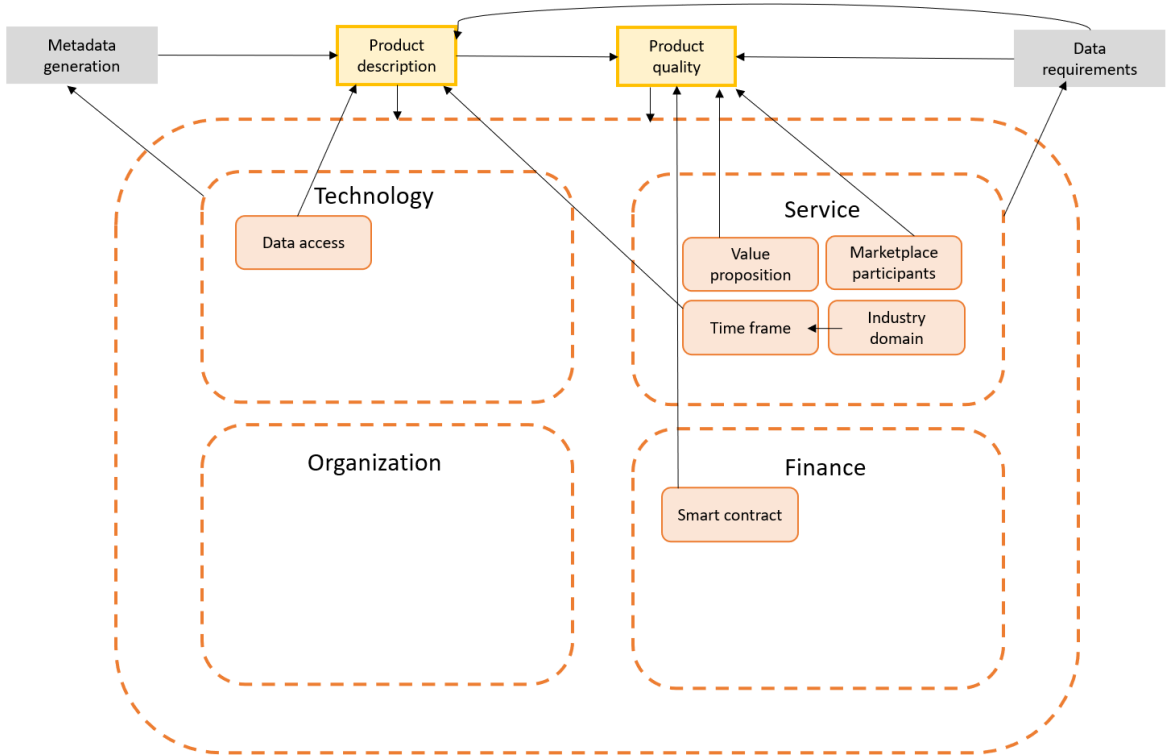 Metadata
generation
Product
description
Product
quality
Data
requirements
Technology
Data access
Service
Value
proposition
Marketplace
participants
Time frame
Industry
domain
Organization
Finance
Smart contract